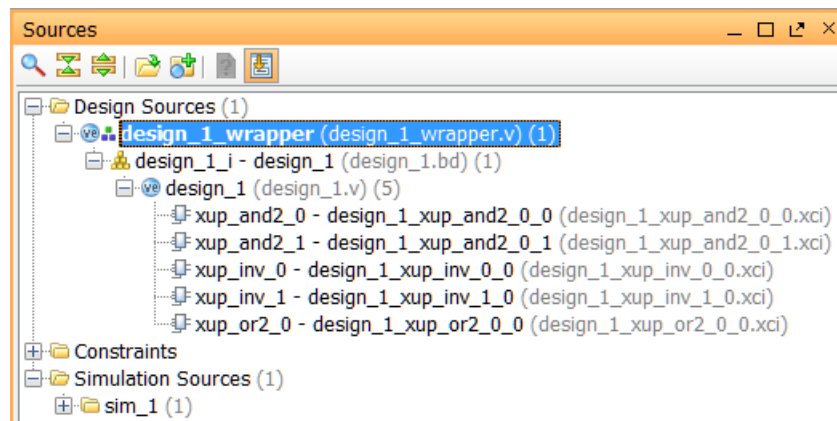 Sources
Design Sources (1)
design_1_wrapper (design_1_wrapper.v) (1)
design_1_i - design_1 (design_1.bd) (1)
design_1 (design_1.v) (5)
xup_and2_0 - design_1_xup_and2_0_0 (design_1_xup_and2_0_0.xci)
xup_and2_1 - design_1_xup_and2_0_1 (design_1_xup_and2_0_1.xci)
xup_inv_0 - design_1_xup_inv_0_0 (design_1_xup_inv_0_0.xci)
xup_inv_1 - design_1_xup_inv_1_0 (design_1_xup_inv_1_0.xci)
xup_or2_0 - design_1_xup_or2_0_0 (design_1_xup_or2_0_0.xci)
Constraints
Simulation Sources (1)
sim_1 (1)